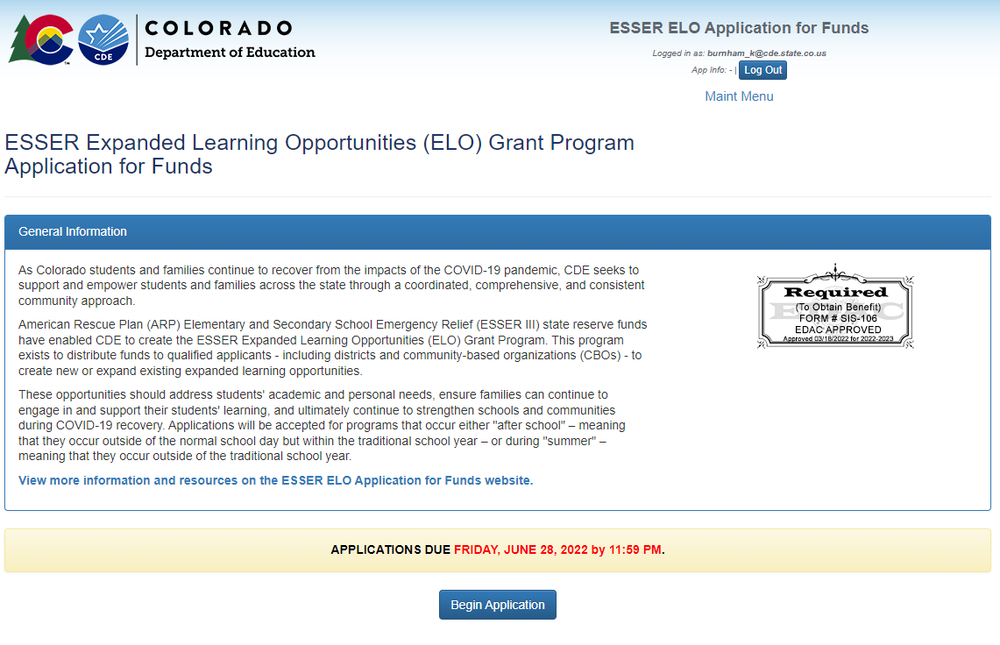 COLORADO
Department of Education
CDE
TM
ESSER ELO Application for Funds
Logged in as: burnham_k@cde.state.co.us
App Info: - | Log Out
Maint Menu
ESSER Expanded Learning Opportunities (ELO) Grant Program
Application for Funds
General Information
As Colorado students and families continue to recover from the impacts of the COVID-19 pandemic, CDE seeks to
support and empower students and families across the state through a coordinated, comprehensive, and consistent
community approach.
American Rescue Plan (ARP) Elementary and Secondary School Emergency Relief (ESSER III) state reserve funds
have enabled CDE to create the ESSER Expanded Learning Opportunities (ELO) Grant Program. This program
exists to distribute funds to qualified applicants - including districts and community-based organizations (CBOs) - to
create new or expand existing expanded learning opportunities.
These opportunities should address students' academic and personal needs, ensure families can continue to
engage in and support their students' learning, and ultimately continue to strengthen schools and communities
during COVID-19 recovery. Applications will be accepted for programs that occur either "after school" – meaning
that they occur outside of the normal school day but within the traditional school year – or during "summer" –
meaning that they occur outside of the traditional school year.
View more information and resources on the ESSER ELO Application for Funds website.
Required
(To Obtain Benefit)
FORM # SIS-106
EDAC APPROVED
Approved 03/18/2022 for 2022-2023
EDAC
APPLICATIONS DUE FRIDAY, JUNE 28, 2022 by 11:59 PM.
Begin Application